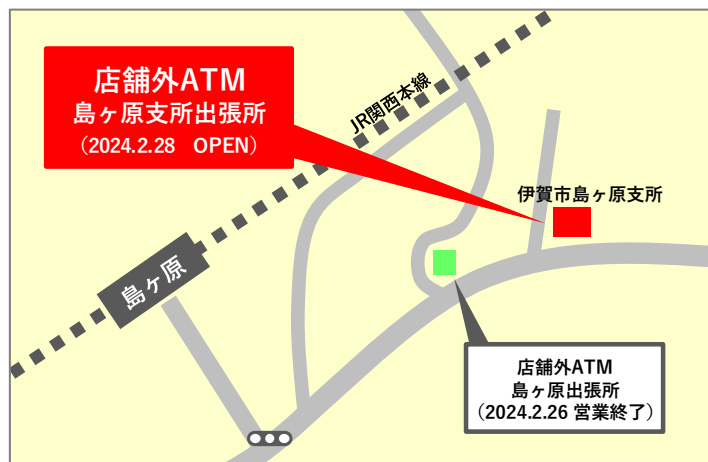 店舗外ATM
島ヶ原支所出張所
（2024.2.28　OPEN）
JR関西本線
伊賀市島ヶ原支所
島ヶ原
店舗外ATM
島ヶ原出張所
（2024.2.26 営業終了）